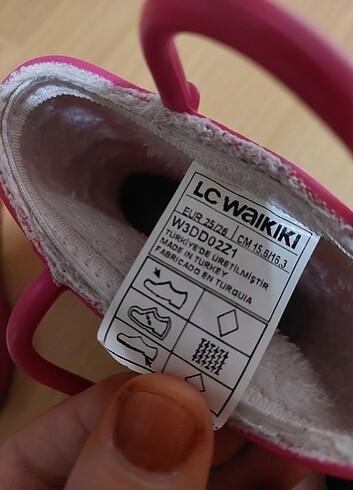 LC WAIKIKI
EUR 25/26 CM 15,8/16,3
W3DD02Z1
TÜRKİYE'DE ÜRETİLMİŞTİR
MADE IN TURKEY
FABRICADO EN TURQUIA